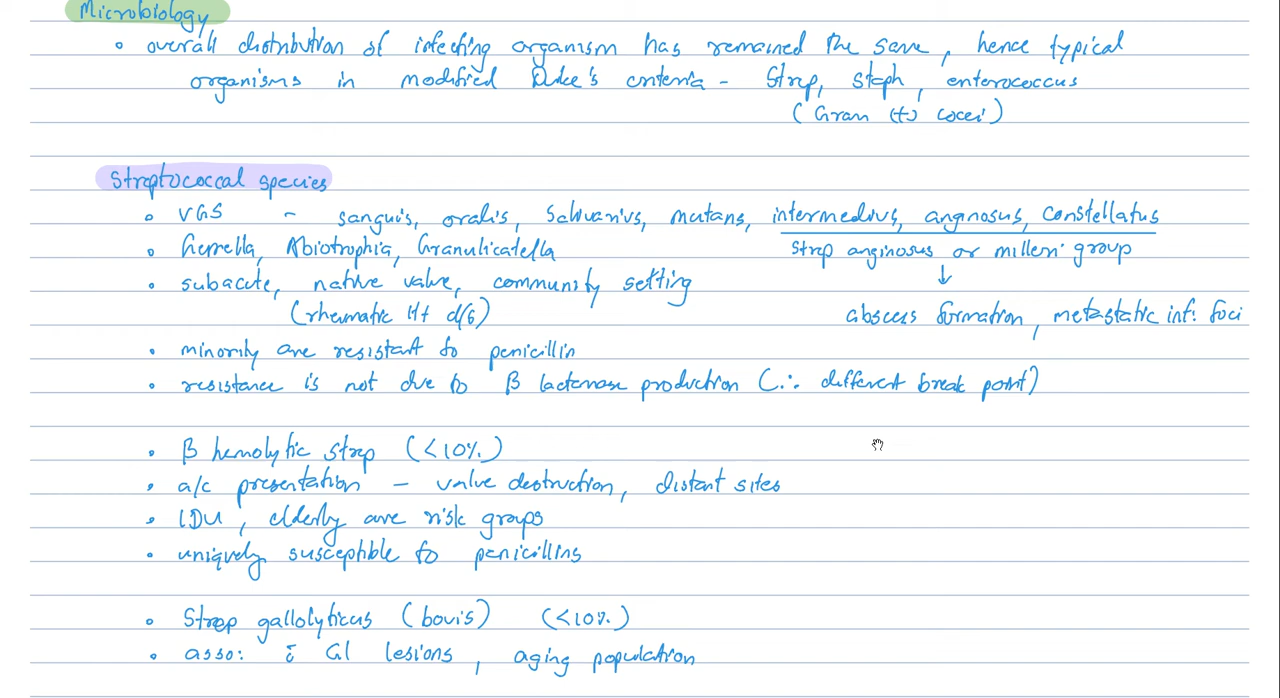 Microbiology
• overall distribution of infecting organism has remained the same, hence typical
organisms in modified Duke's criteria - Strep, staph, enterococcus
(Gram (+) cocci)
Streptococcal species
• VGS - sanguis, oralis, Salivarius, mutans, intermedius, anginosus, constellatus
• Gemella, Abiotrophia, Granulicatella
strep anginosus or milleri group
• subacute, native valve, community setting
↓
(rheumatic Ht d/s)
abscess formation, metastatic inf: foci
• minority are resistant to penicillin
• resistance is not due to β lactamase production (∴ different break point)
• β hemolytic strep (<10%)
• a/c presentation - valve destruction, distant sites
• IDU, elderly are risk groups
• uniquely susceptible to penicillins
• Strep gallolyticus (bovis) (<10%)
• asso: c̄ GI lesions, aging population